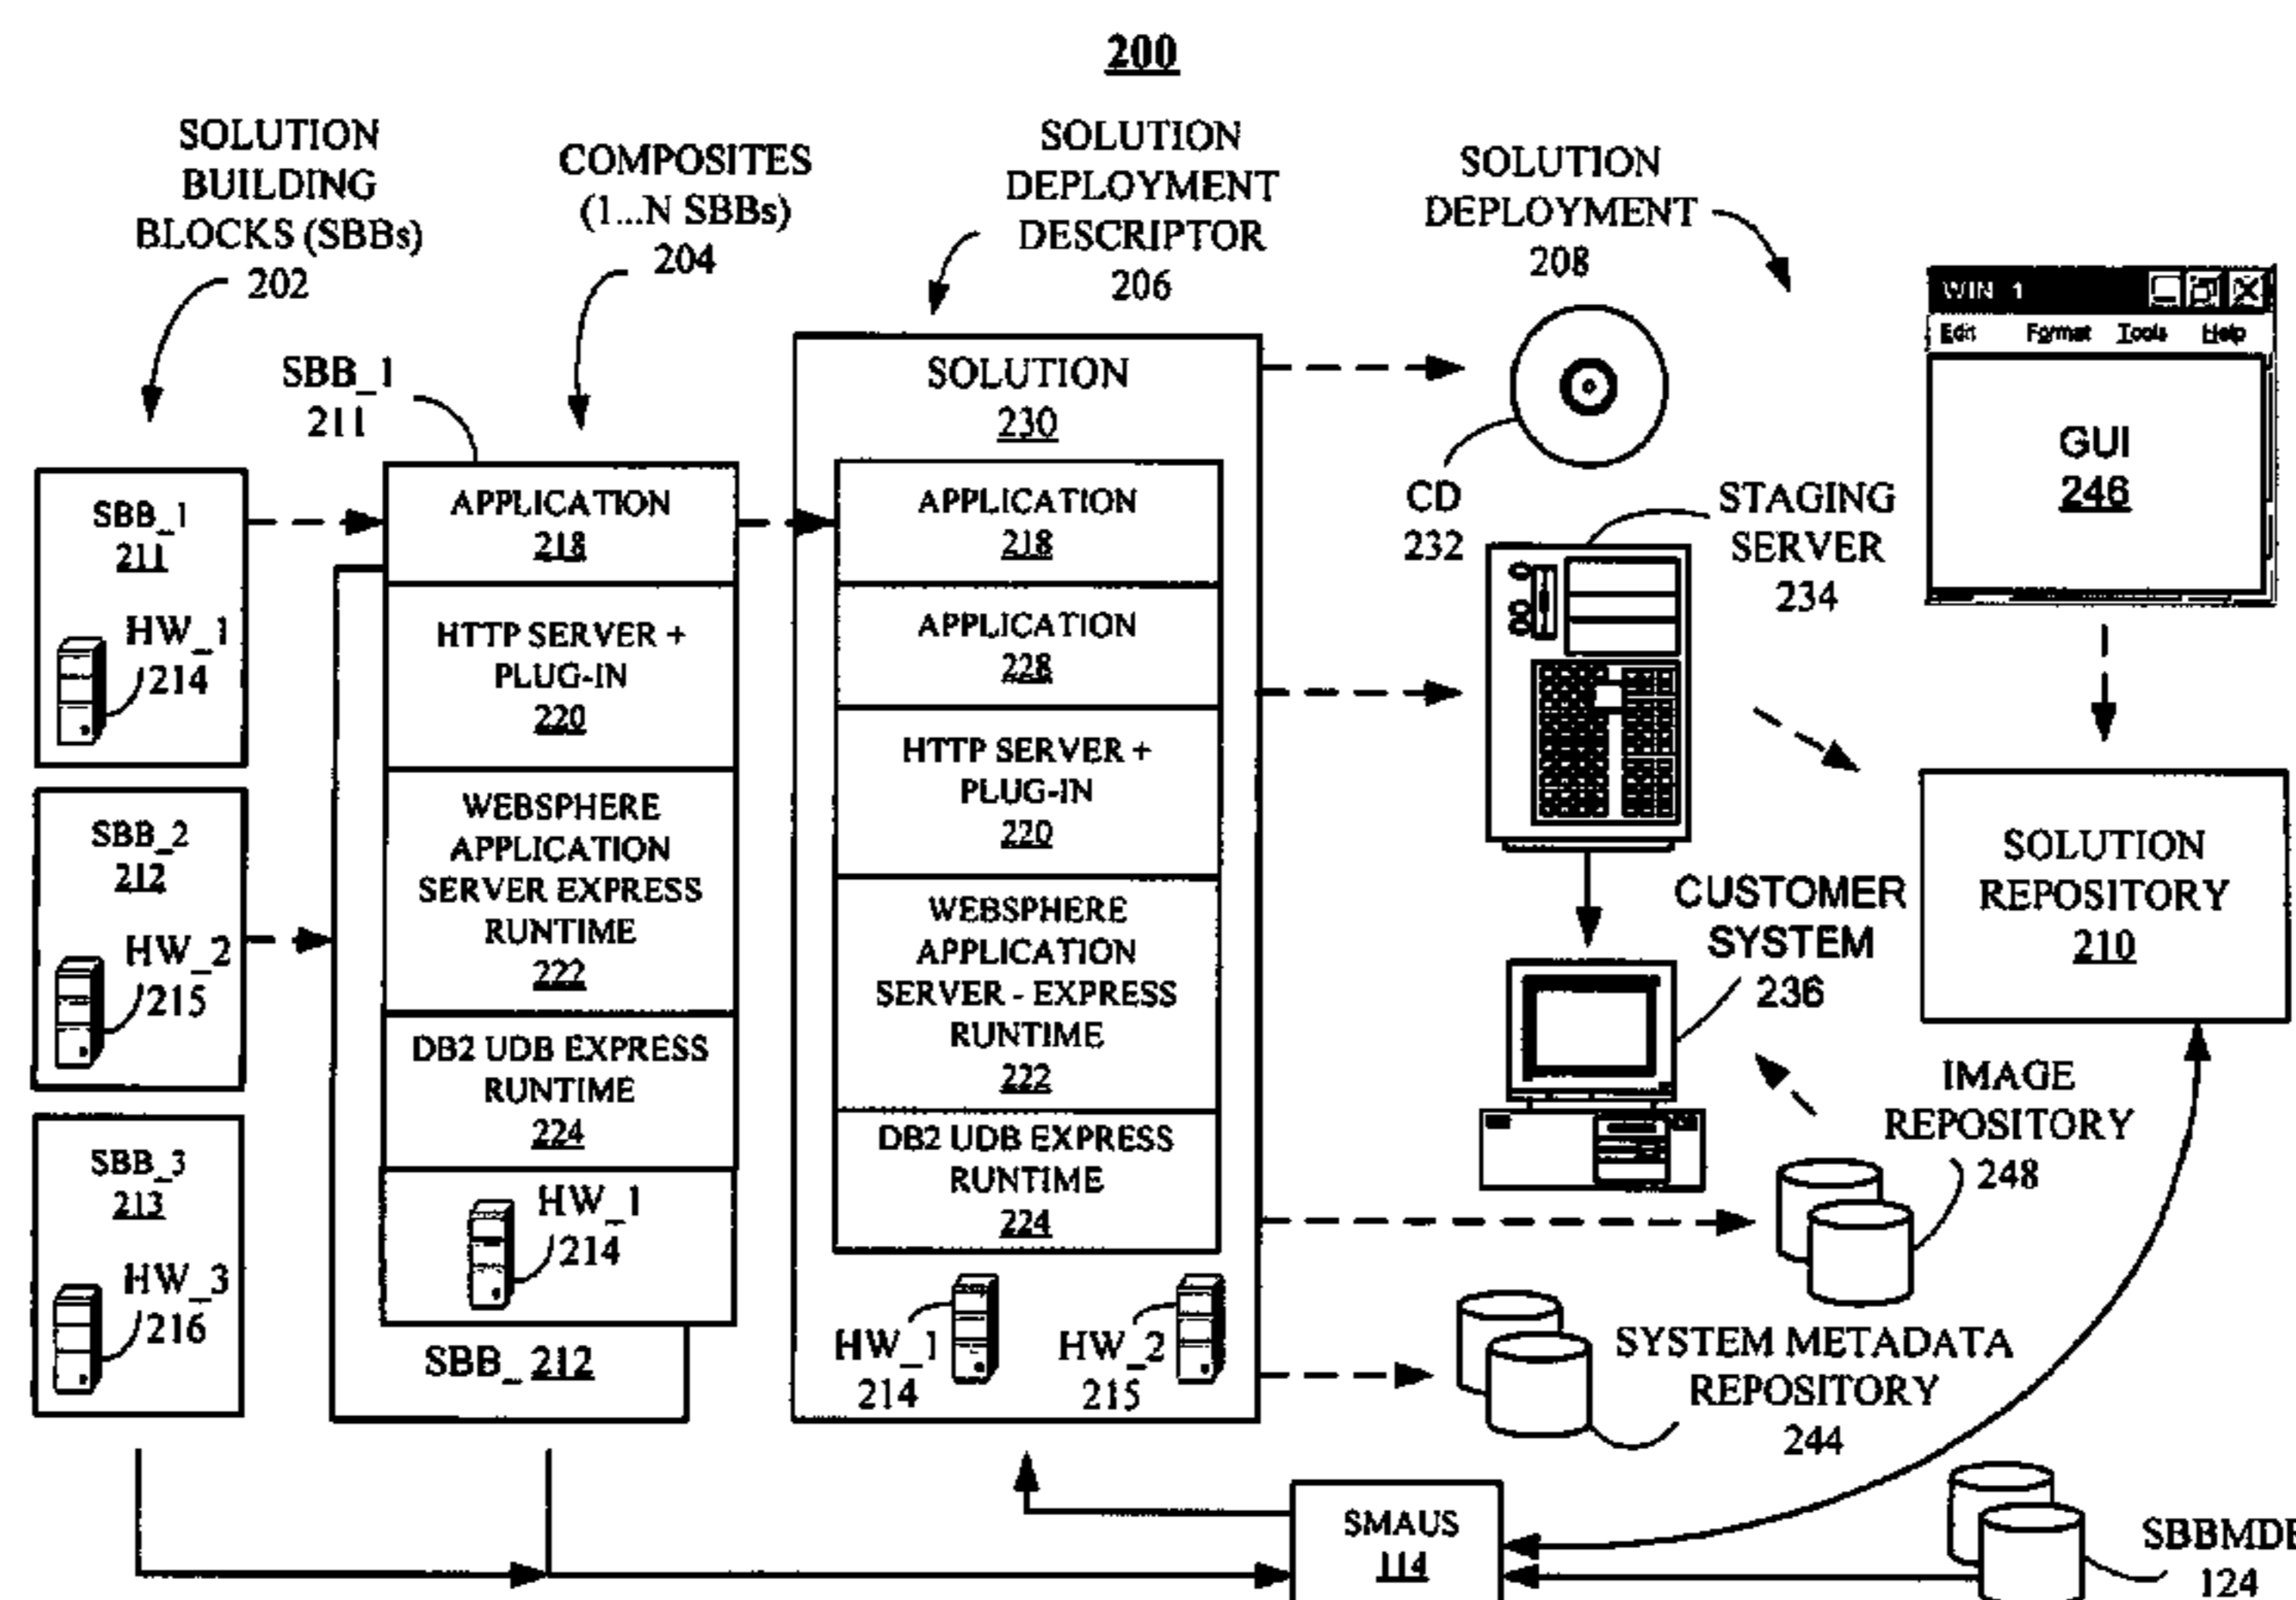 200
SOLUTION
BUILDING
BLOCKS (SBBs)
202
COMPOSITES
(1...N SBBs)
204
SOLUTION
DEPLOYMENT
DESCRIPTOR
206
SOLUTION
DEPLOYMENT
208
SBB_1
211
HW_1
214
SBB_2
212
HW_2
215
SBB_3
213
HW_3
216
SBB_1
211
APPLICATION
218
HTTP SERVER +
PLUG-IN
220
WEBSPHERE
APPLICATION
SERVER EXPRESS
RUNTIME
222
DB2 UDB EXPRESS
RUNTIME
224
HW_1
214
SBB_ 212
SOLUTION
230
APPLICATION
218
APPLICATION
228
HTTP SERVER +
PLUG-IN
220
WEBSPHERE
APPLICATION
SERVER - EXPRESS
RUNTIME
222
DB2 UDB EXPRESS
RUNTIME
224
HW_1
214
HW_2
215
CD
232
STAGING
SERVER
234
CUSTOMER
SYSTEM
236
WIN 1
Edit Format Tools Help
GUI
246
SOLUTION
REPOSITORY
210
IMAGE
REPOSITORY
248
SYSTEM METADATA
REPOSITORY
244
SMAUS
114
SBBMDB
124